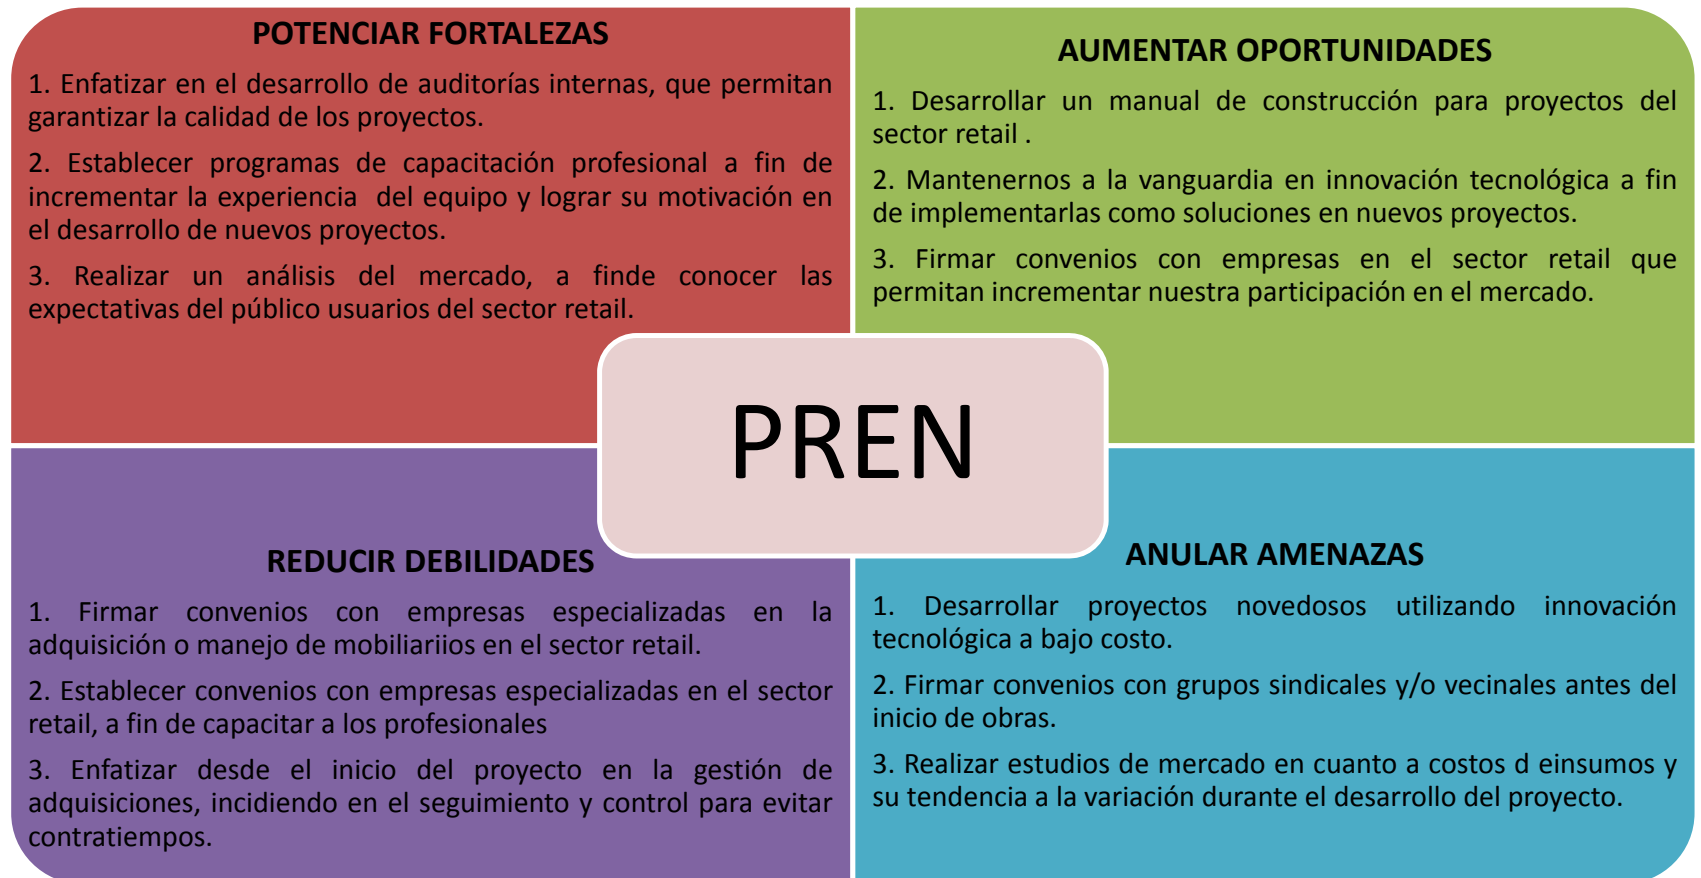 POTENCIAR FORTALEZAS
1. Enfatizar en el desarrollo de auditorías internas, que permitan
garantizar la calidad de los proyectos.
2. Establecer programas de capacitación profesional a fin de
incrementar la experiencia del equipo y lograr su motivación en
el desarrollo de nuevos proyectos.
3. Realizar un análisis del mercado, a finde conocer las
expectativas del público usuarios del sector retail.
AUMENTAR OPORTUNIDADES
1. Desarrollar un manual de construcción para proyectos del
sector retail .
2. Mantenernos a la vanguardia en innovación tecnológica a fin
de implementarlas como soluciones en nuevos proyectos.
3. Firmar convenios con empresas en el sector retail que
permitan incrementar nuestra participación en el mercado.
PREN
REDUCIR DEBILIDADES
1. Firmar convenios con empresas especializadas en la
adquisición o manejo de mobiliariios en el sector retail.
2. Establecer convenios con empresas especializadas en el sector
retail, a fin de capacitar a los profesionales
3. Enfatizar desde el inicio del proyecto en la gestión de
adquisiciones, incidiendo en el seguimiento y control para evitar
contratiempos.
ANULAR AMENAZAS
1. Desarrollar proyectos novedosos utilizando innovación
tecnológica a bajo costo.
2. Firmar convenios con grupos sindicales y/o vecinales antes del
inicio de obras.
3. Realizar estudios de mercado en cuanto a costos d einsumos y
su tendencia a la variación durante el desarrollo del proyecto.